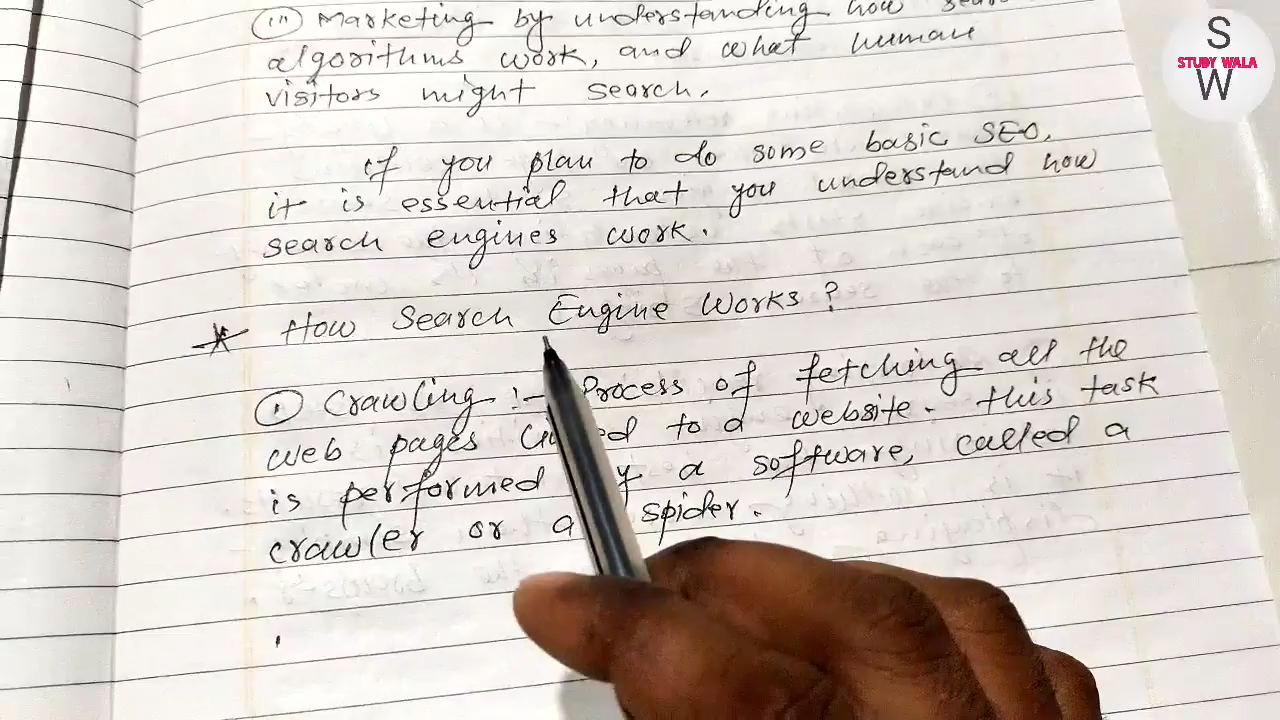 (iii) Marketing by understanding how
algorithms work, and what human
visitors might search.
if you plan to do some basic SEO,
it is essential that you understand how
search engines work.
* How Search Engine Works?
(1) Crawling :- Process of fetching all the
web pages to a website. this task
is performed a software, called a
crawler or a spider.
S
STUDY WALA
W